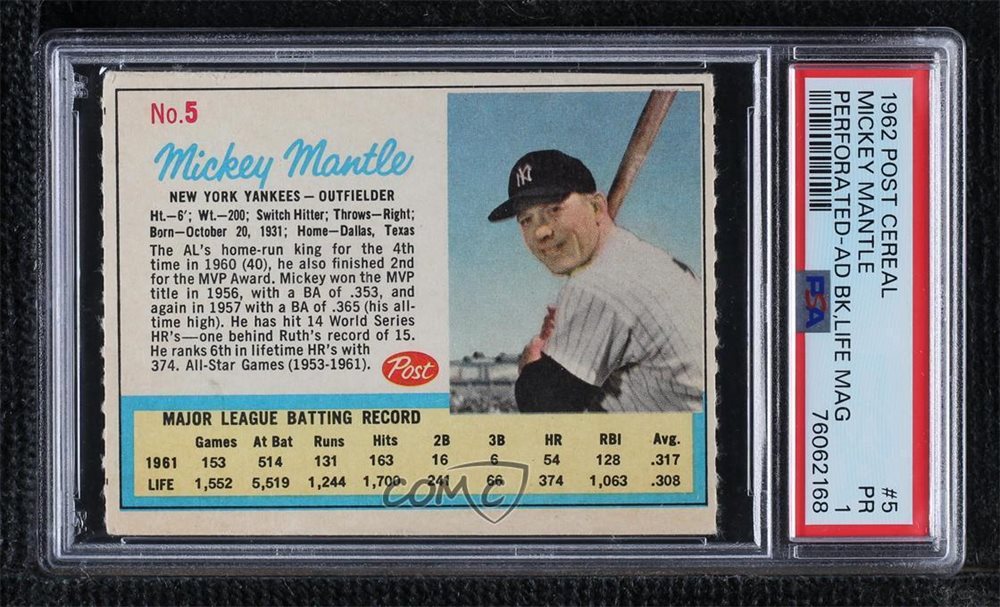 No.5
Mickey Mantle
NEW YORK YANKEES — OUTFIELDER
Ht.—6'; Wt.—200; Switch Hitter; Throws—Right;
Born—October 20, 1931; Home—Dallas, Texas
The AL's home-run king for the 4th
time in 1960 (40), he also finished 2nd
for the MVP Award. Mickey won the MVP
title in 1956, with a BA of .353, and
again in 1957 with a BA of .365 (his all-
time high). He has hit 14 World Series
HR's—one behind Ruth's record of 15.
He ranks 6th in lifetime HR's with
374. All-Star Games (1953-1961).
Post
NY
MAJOR LEAGUE BATTING RECORD
Games At Bat Runs Hits 2B 3B HR RBI Avg.
1961 153 514 131 163 16 6 54 128 .317
LIFE 1,552 5,519 1,244 1,700 241 66 374 1,063 .308
COMC
1962 POST CEREAL #5
MICKEY MANTLE PR
PERFORATED-AD BK,LIFE MAG 1
PSA 76062168